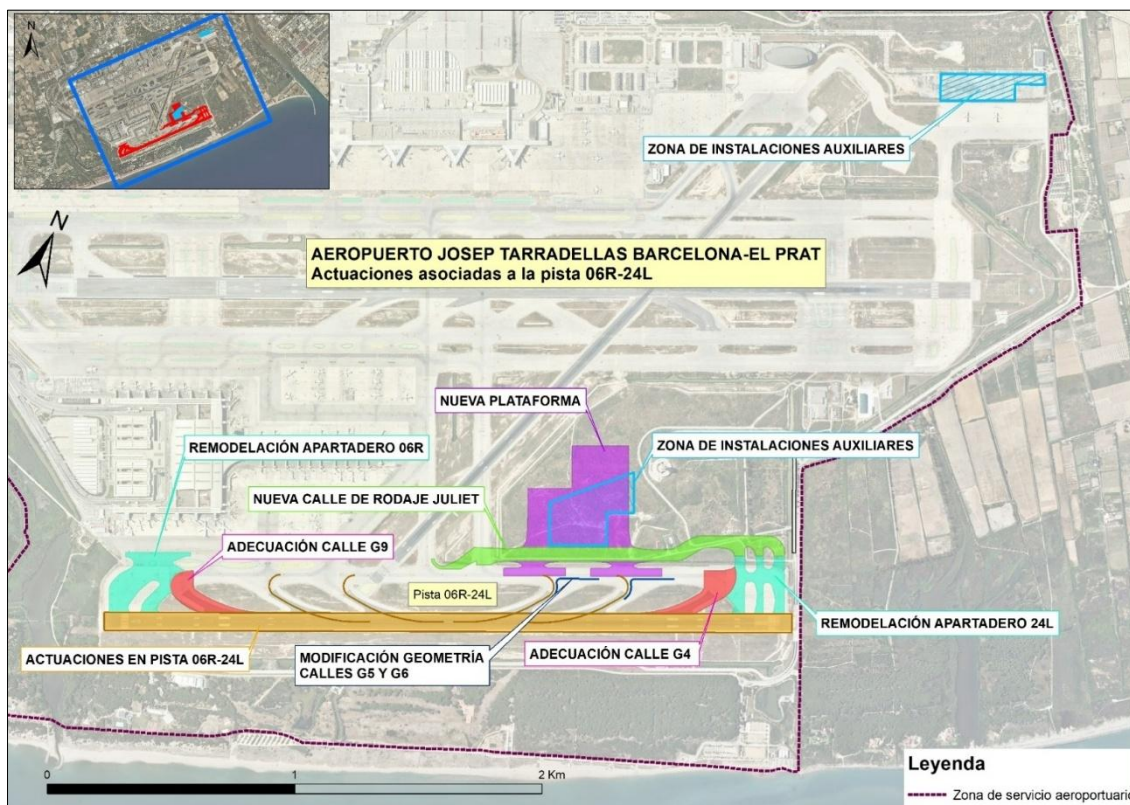 N
ZONA DE INSTALACIONES AUXILIARES
N
AEROPUERTO JOSEP TARRADELLAS BARCELONA-EL PRAT
Actuaciones asociadas a la pista 06R-24L
NUEVA PLATAFORMA
REMODELACIÓN APARTADERO 06R
ZONA DE INSTALACIONES AUXILIARES
NUEVA CALLE DE RODAJE JULIET
ADECUACIÓN CALLE G9
Pista 06R-24L
REMODELACIÓN APARTADERO 24L
ACTUACIONES EN PISTA 06R-24L
MODIFICACIÓN GEOMETRÍA
CALLES G5 Y G6
ADECUACIÓN CALLE G4
0 1 2 Km
Leyenda
Zona de servicio aeroportuario